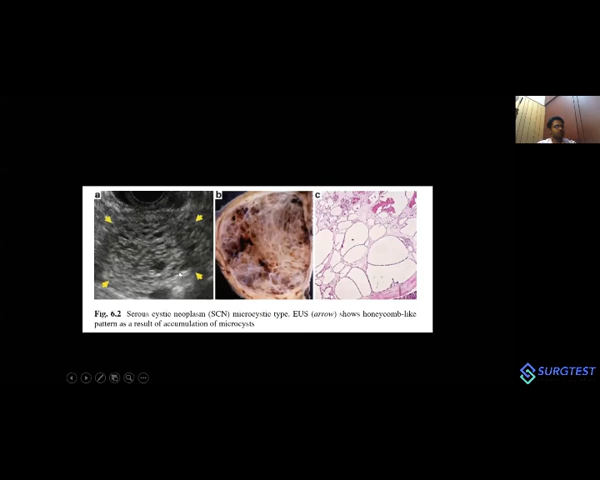 a b c
Fig. 6.2 Serous cystic neoplasm (SCN) microcystic type. EUS (arrow) shows honeycomb-like
pattern as a result of accumulation of microcysts
SURGTEST